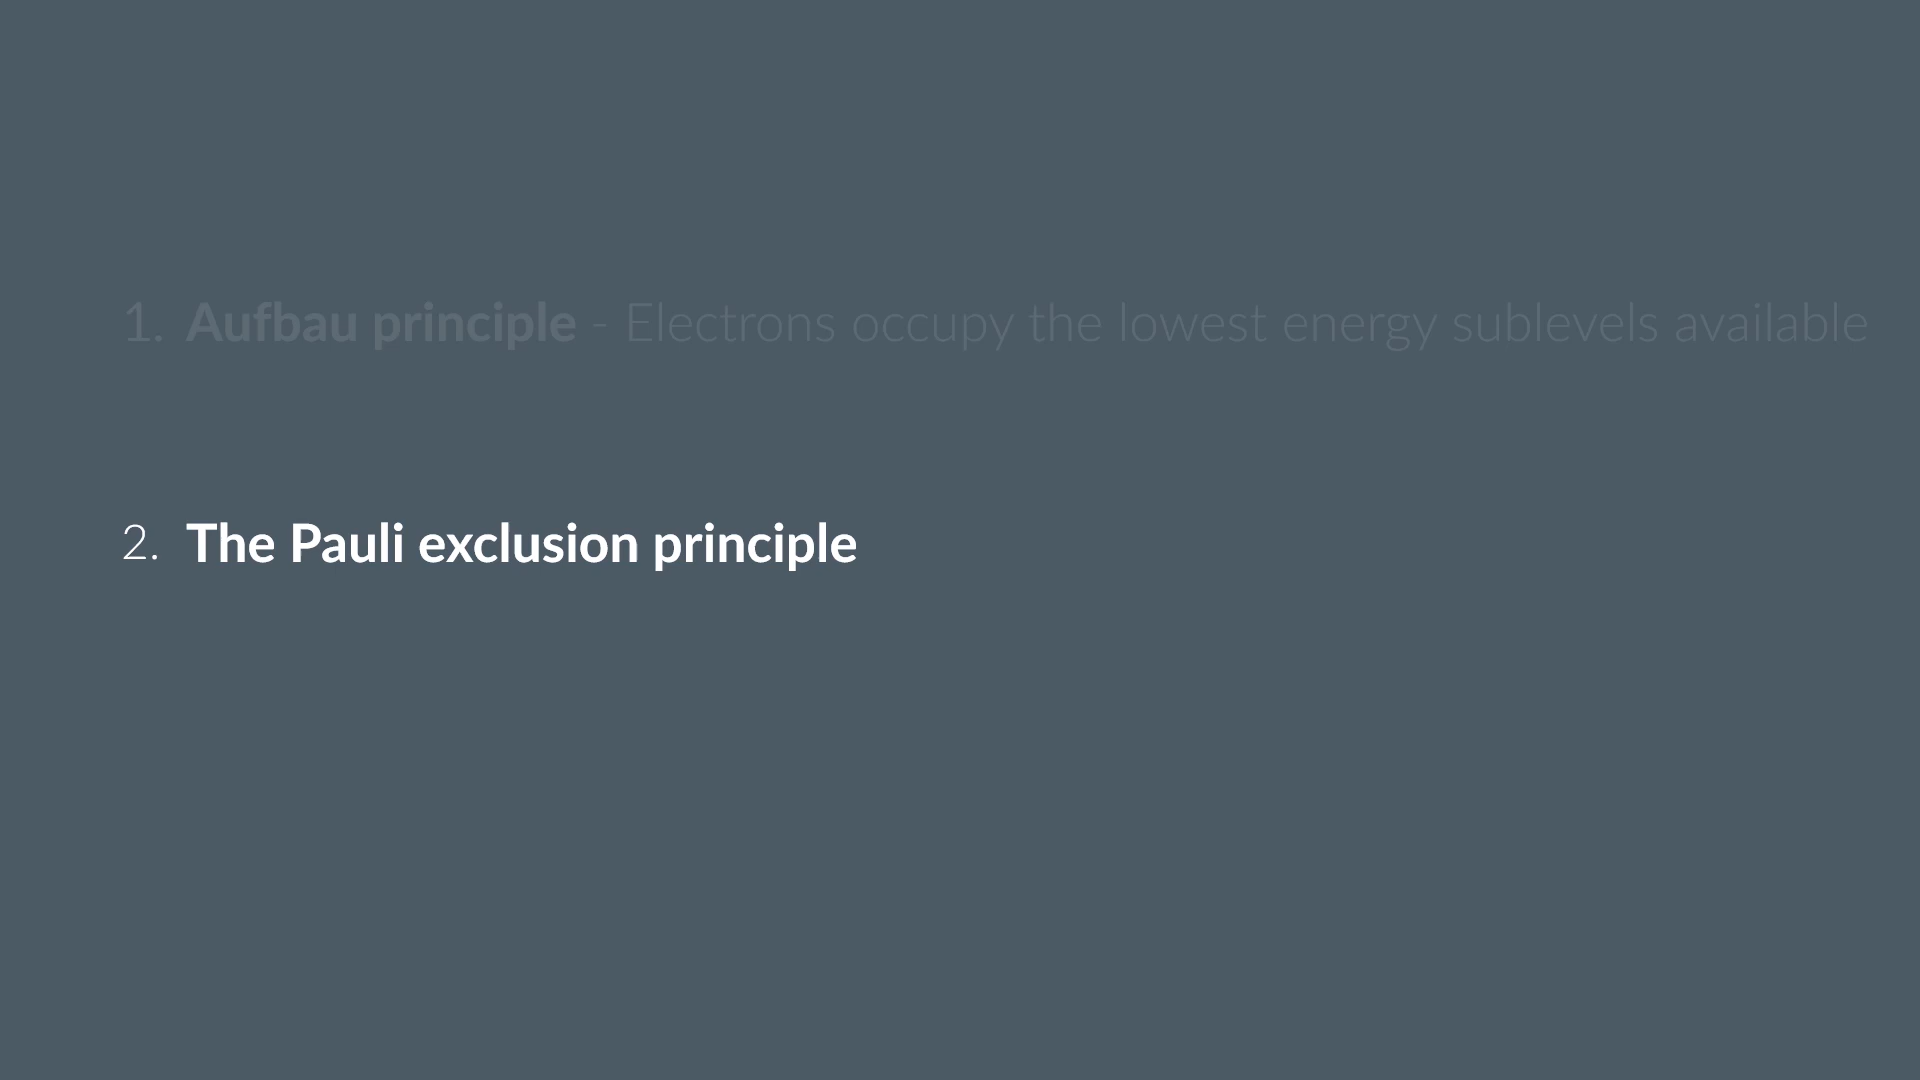 1. Aufbau principle - Electrons occupy the lowest energy sublevels available
2. The Pauli exclusion principle